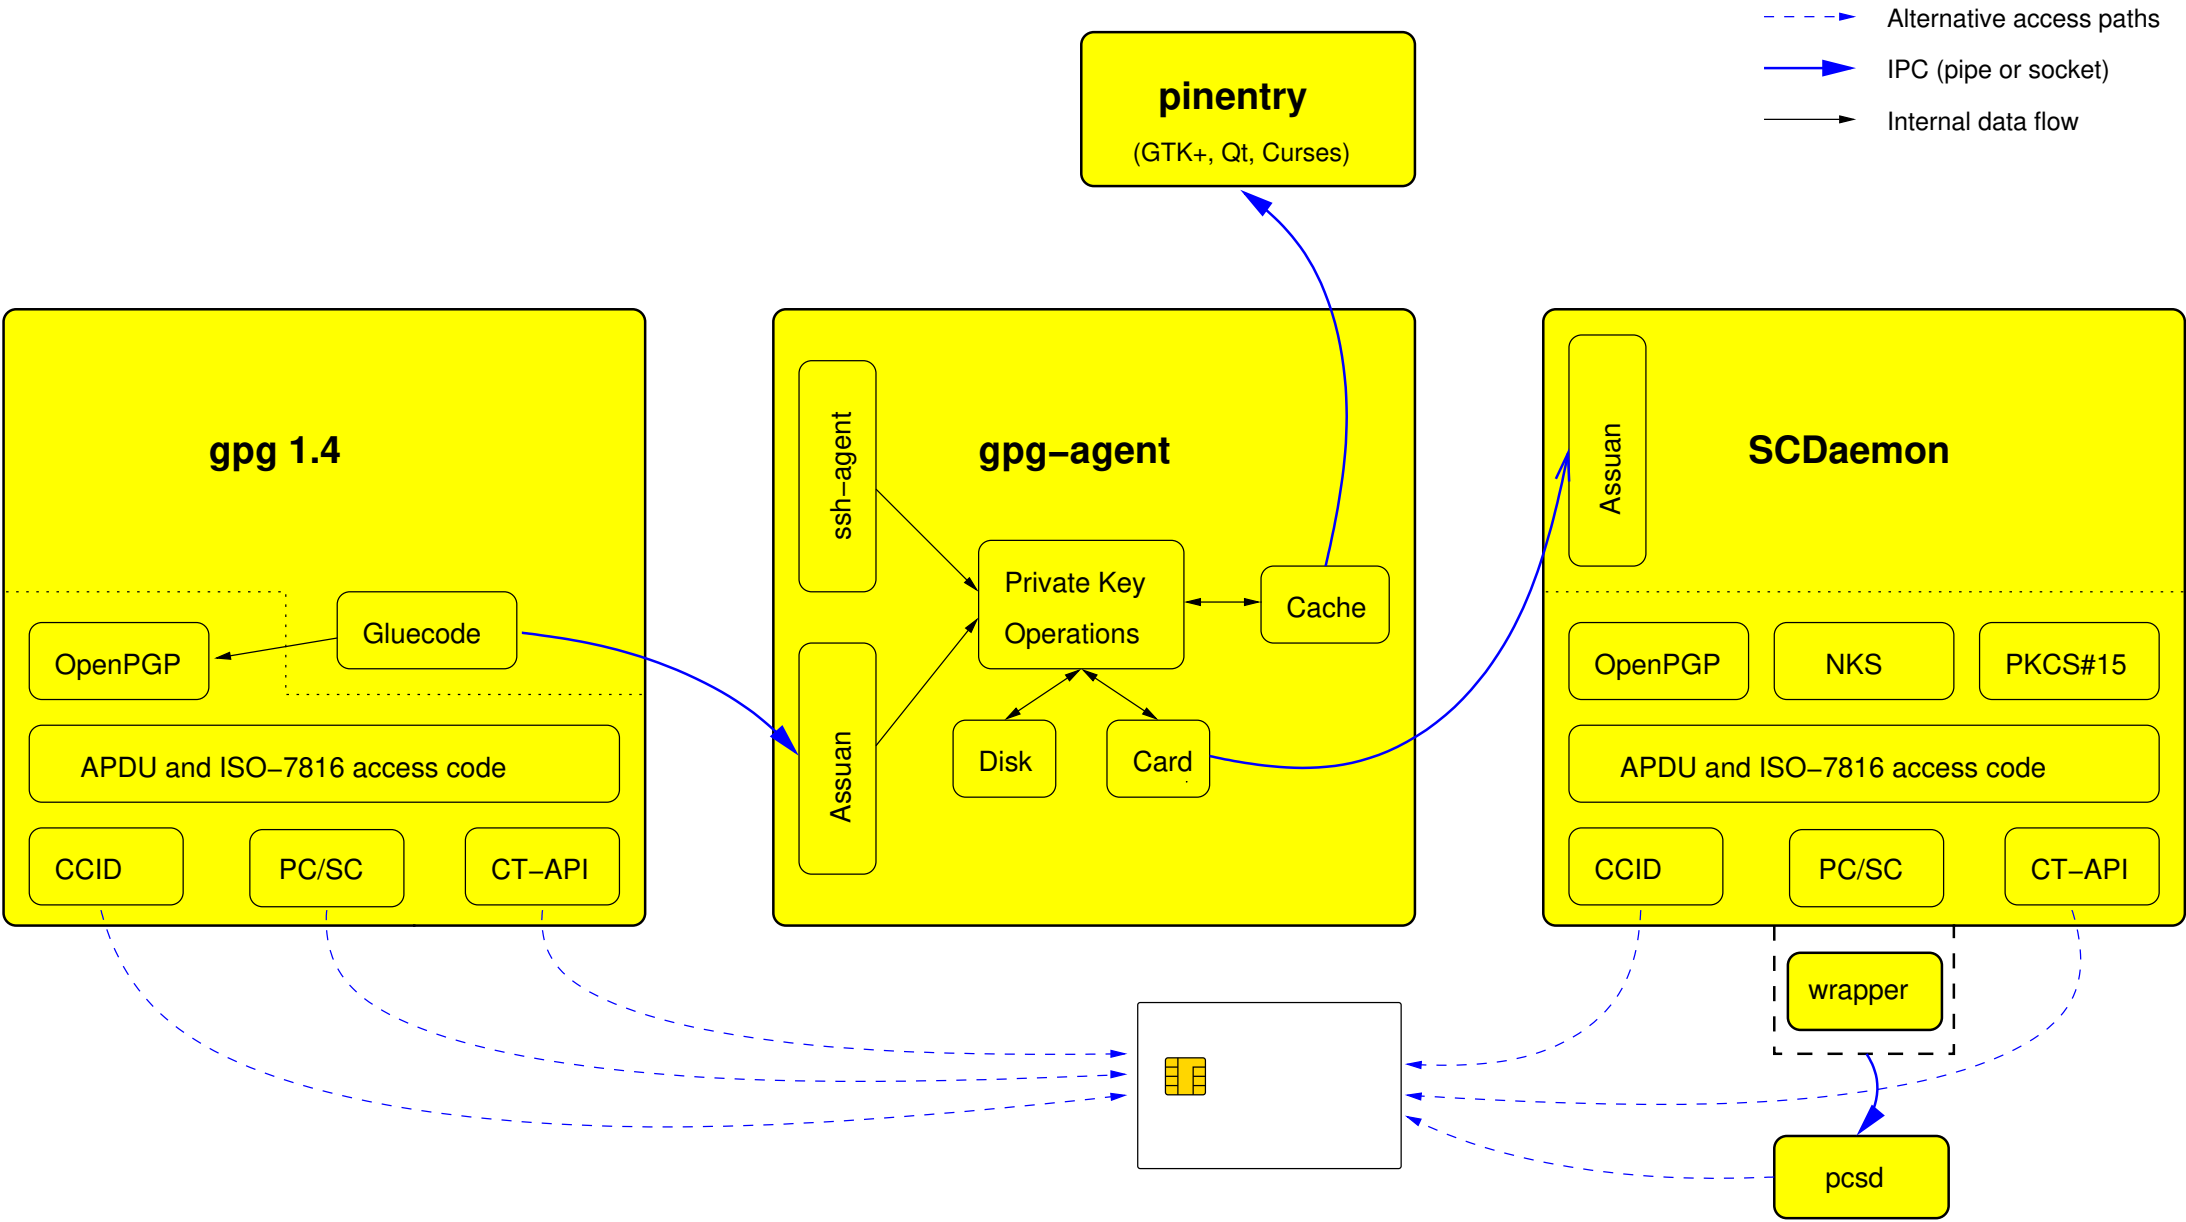 Alternative access paths
IPC (pipe or socket)
Internal data flow
pinentry
(GTK+, Qt, Curses)
gpg 1.4
Gluecode
OpenPGP
APDU and ISO−7816 access code
CCID
PC/SC
CT−API
gpg−agent
ssh−agent
Private Key
Operations
Cache
Assuan
Disk
Card
SCDaemon
Assuan
OpenPGP
NKS
PKCS#15
APDU and ISO−7816 access code
CCID
PC/SC
CT−API
wrapper
pcsd